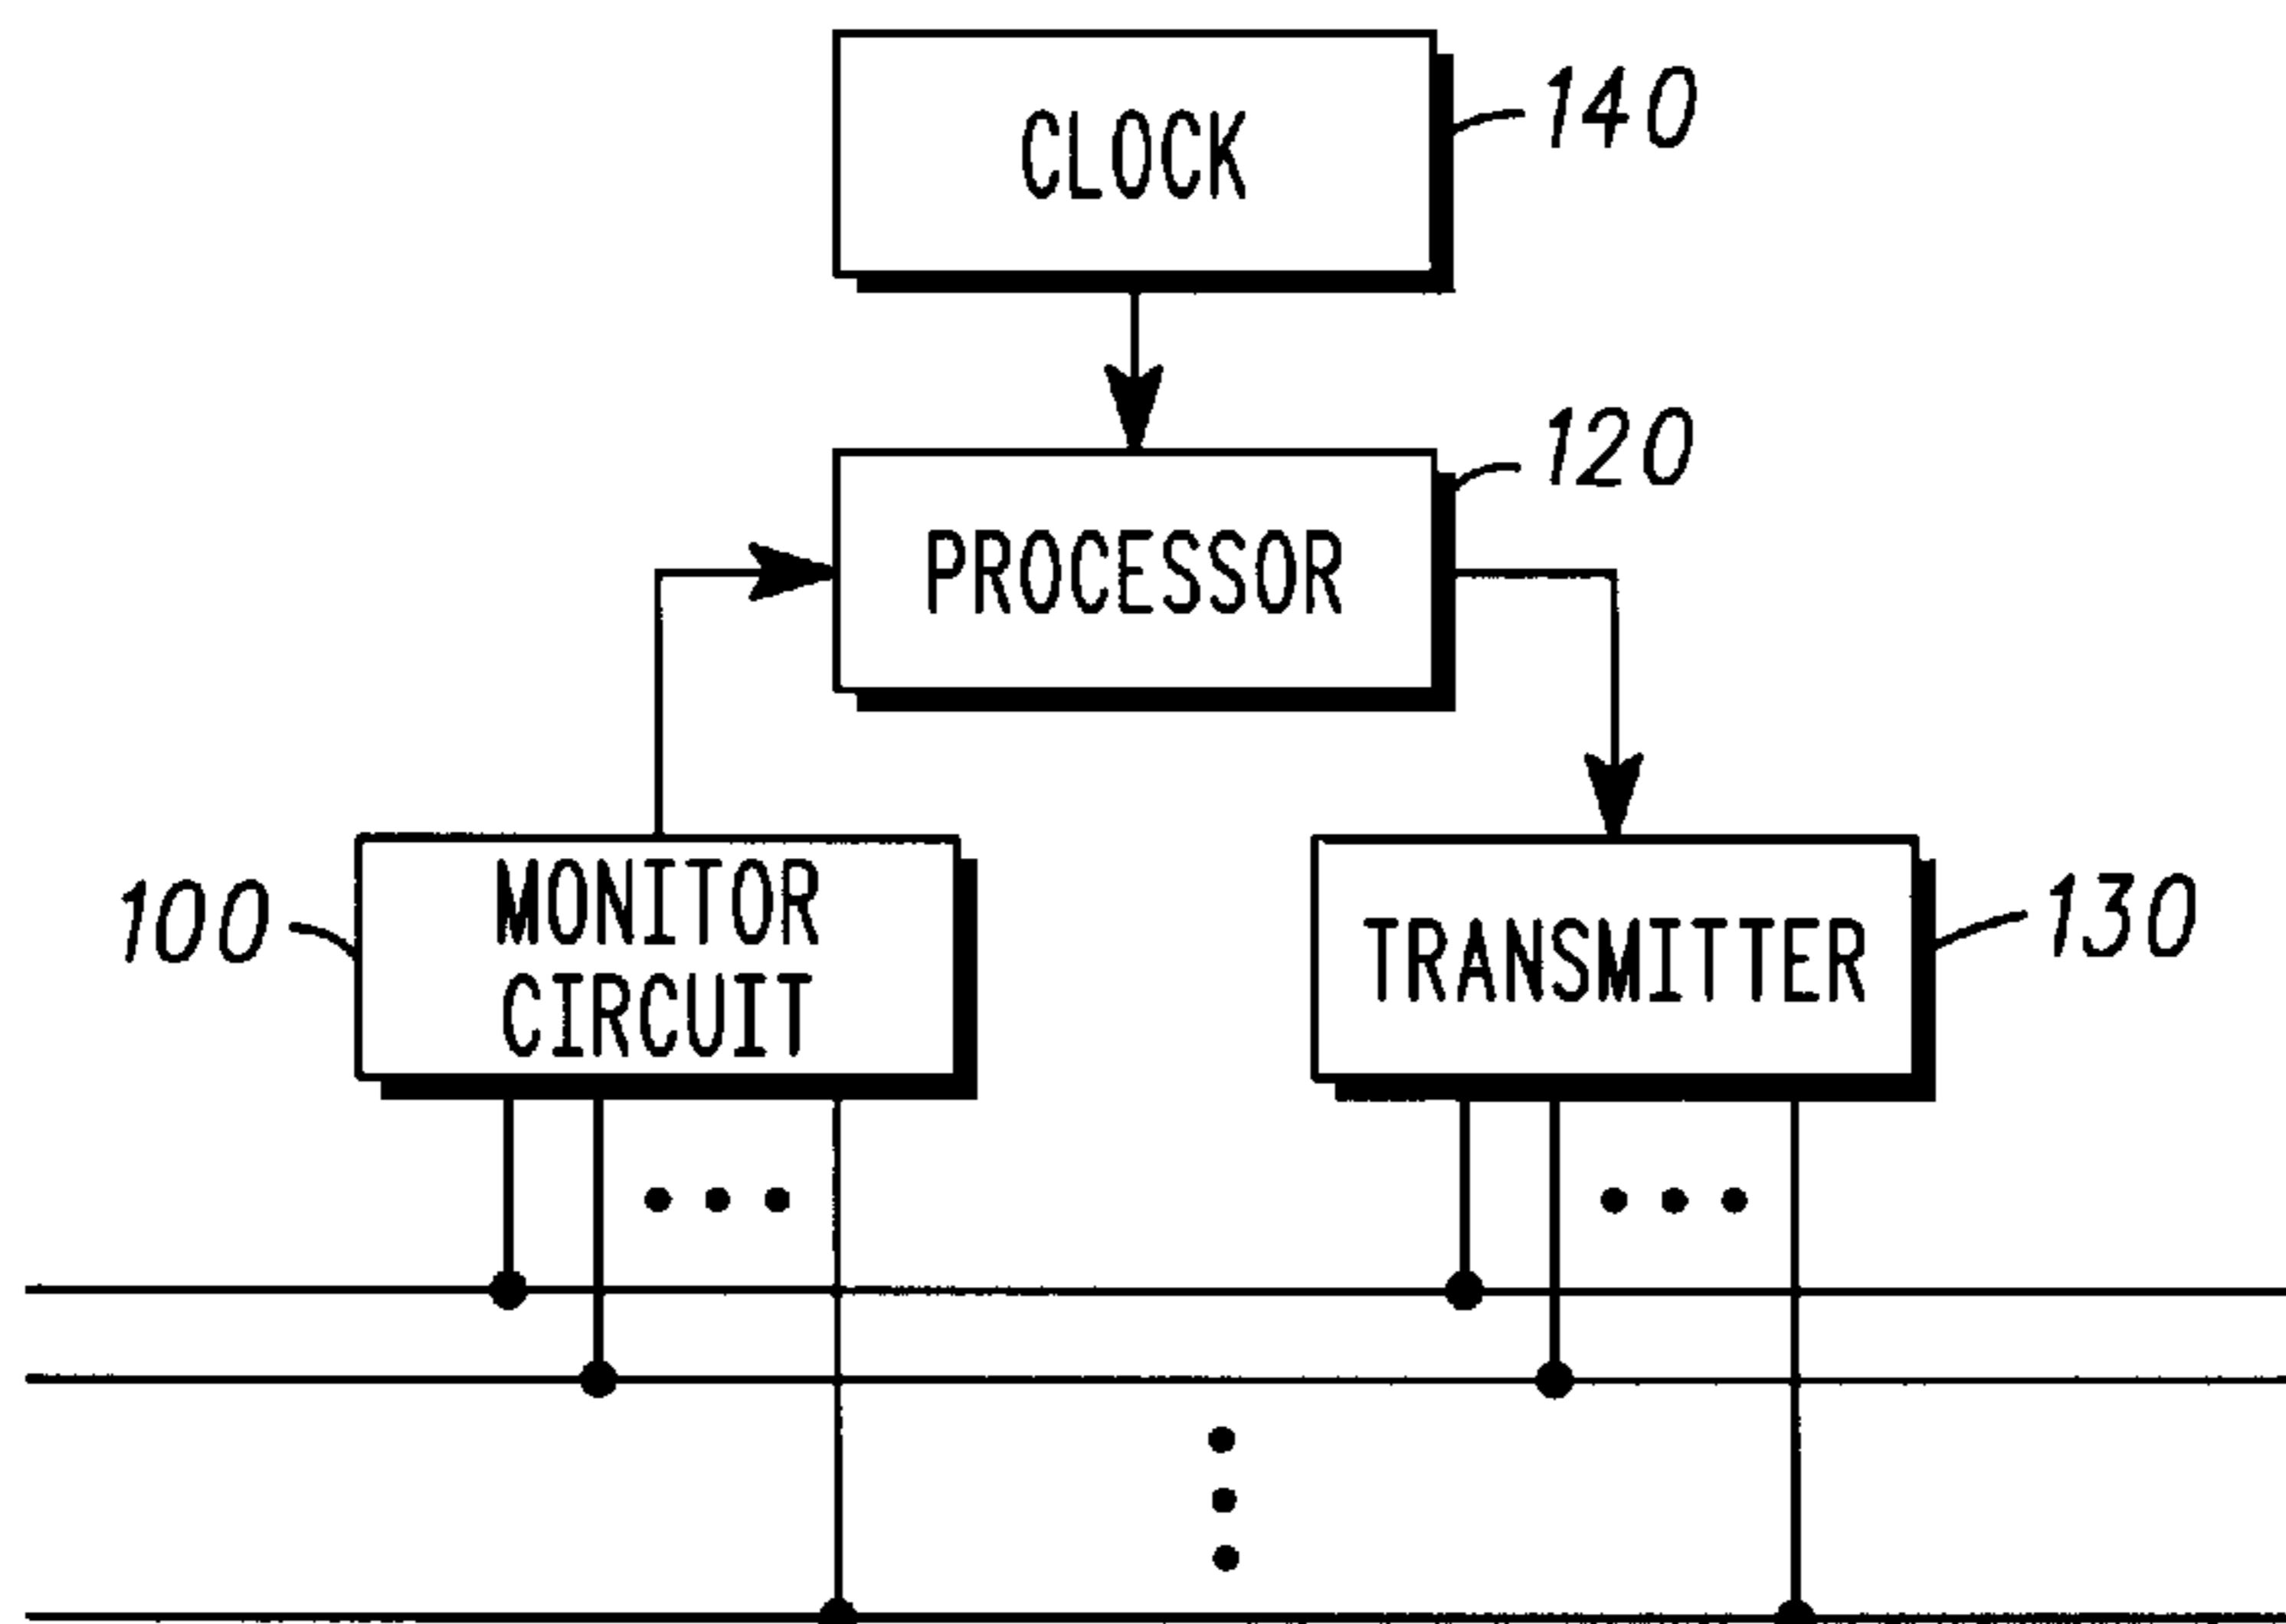 CLOCK
140
PROCESSOR
120
MONITOR
CIRCUIT
100
TRANSMITTER
130